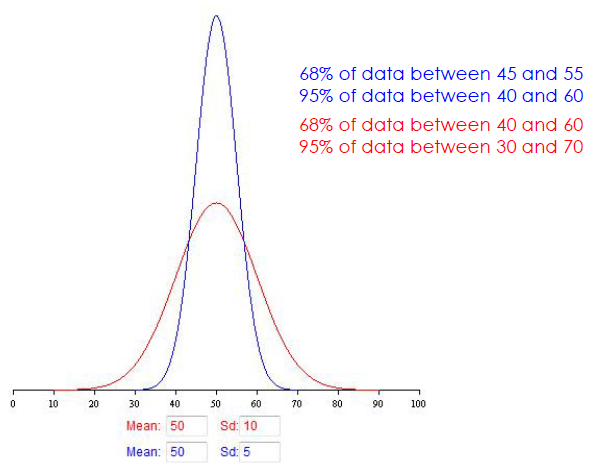 68% of data between 45 and 55
95% of data between 40 and 60
68% of data between 40 and 60
95% of data between 30 and 70
0 10 20 30 40 50 60 70 80 90 100
Mean: 50 Sd: 10
Mean: 50 Sd: 5